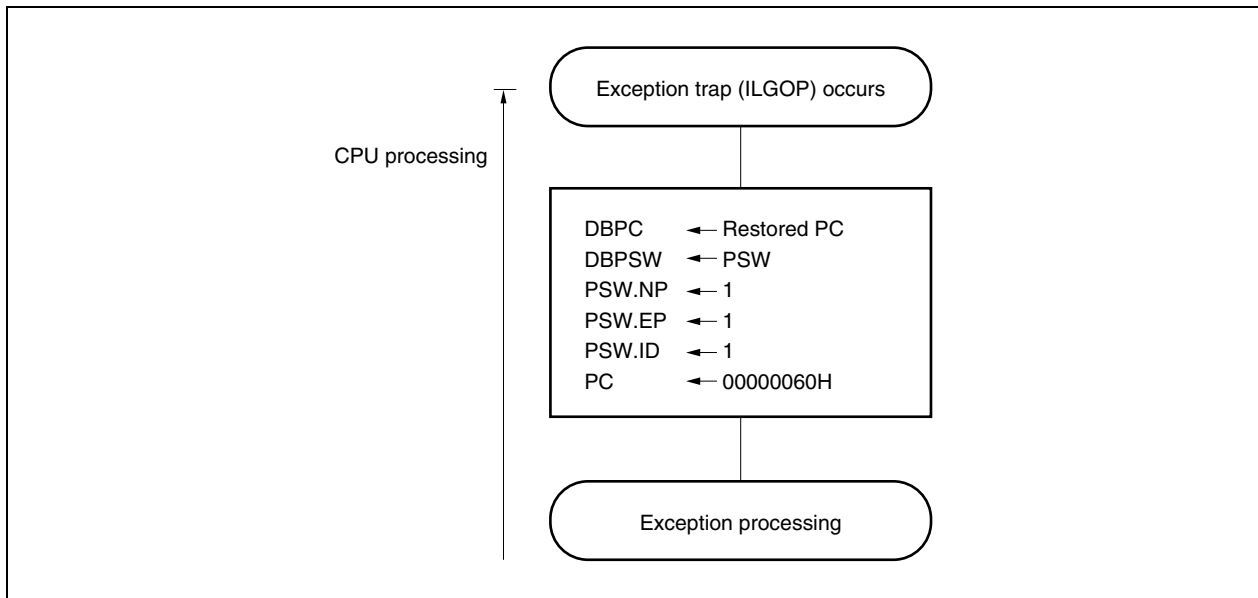 Exception trap (ILGOP) occurs
CPU processing
DBPC ← Restored PC
DBPSW ← PSW
PSW.NP ← 1
PSW.EP ← 1
PSW.ID ← 1
PC ← 00000060H
Exception processing